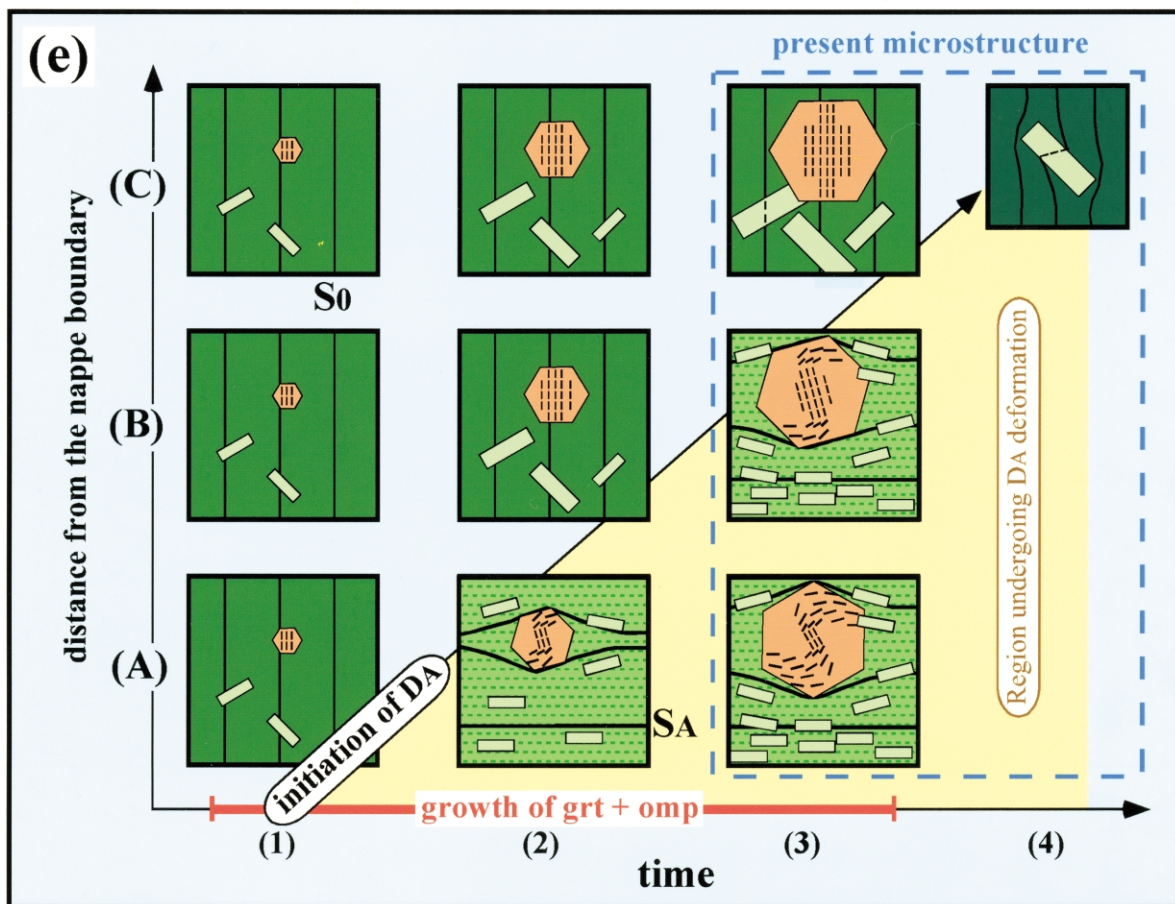 (e)
present microstructure
distance from the nappe boundary
(C)
S0
(B)
(A)
SA
initiation of DA
Region undergoing DA deformation
growth of grt + omp
(1)
(2)
(3)
(4)
time